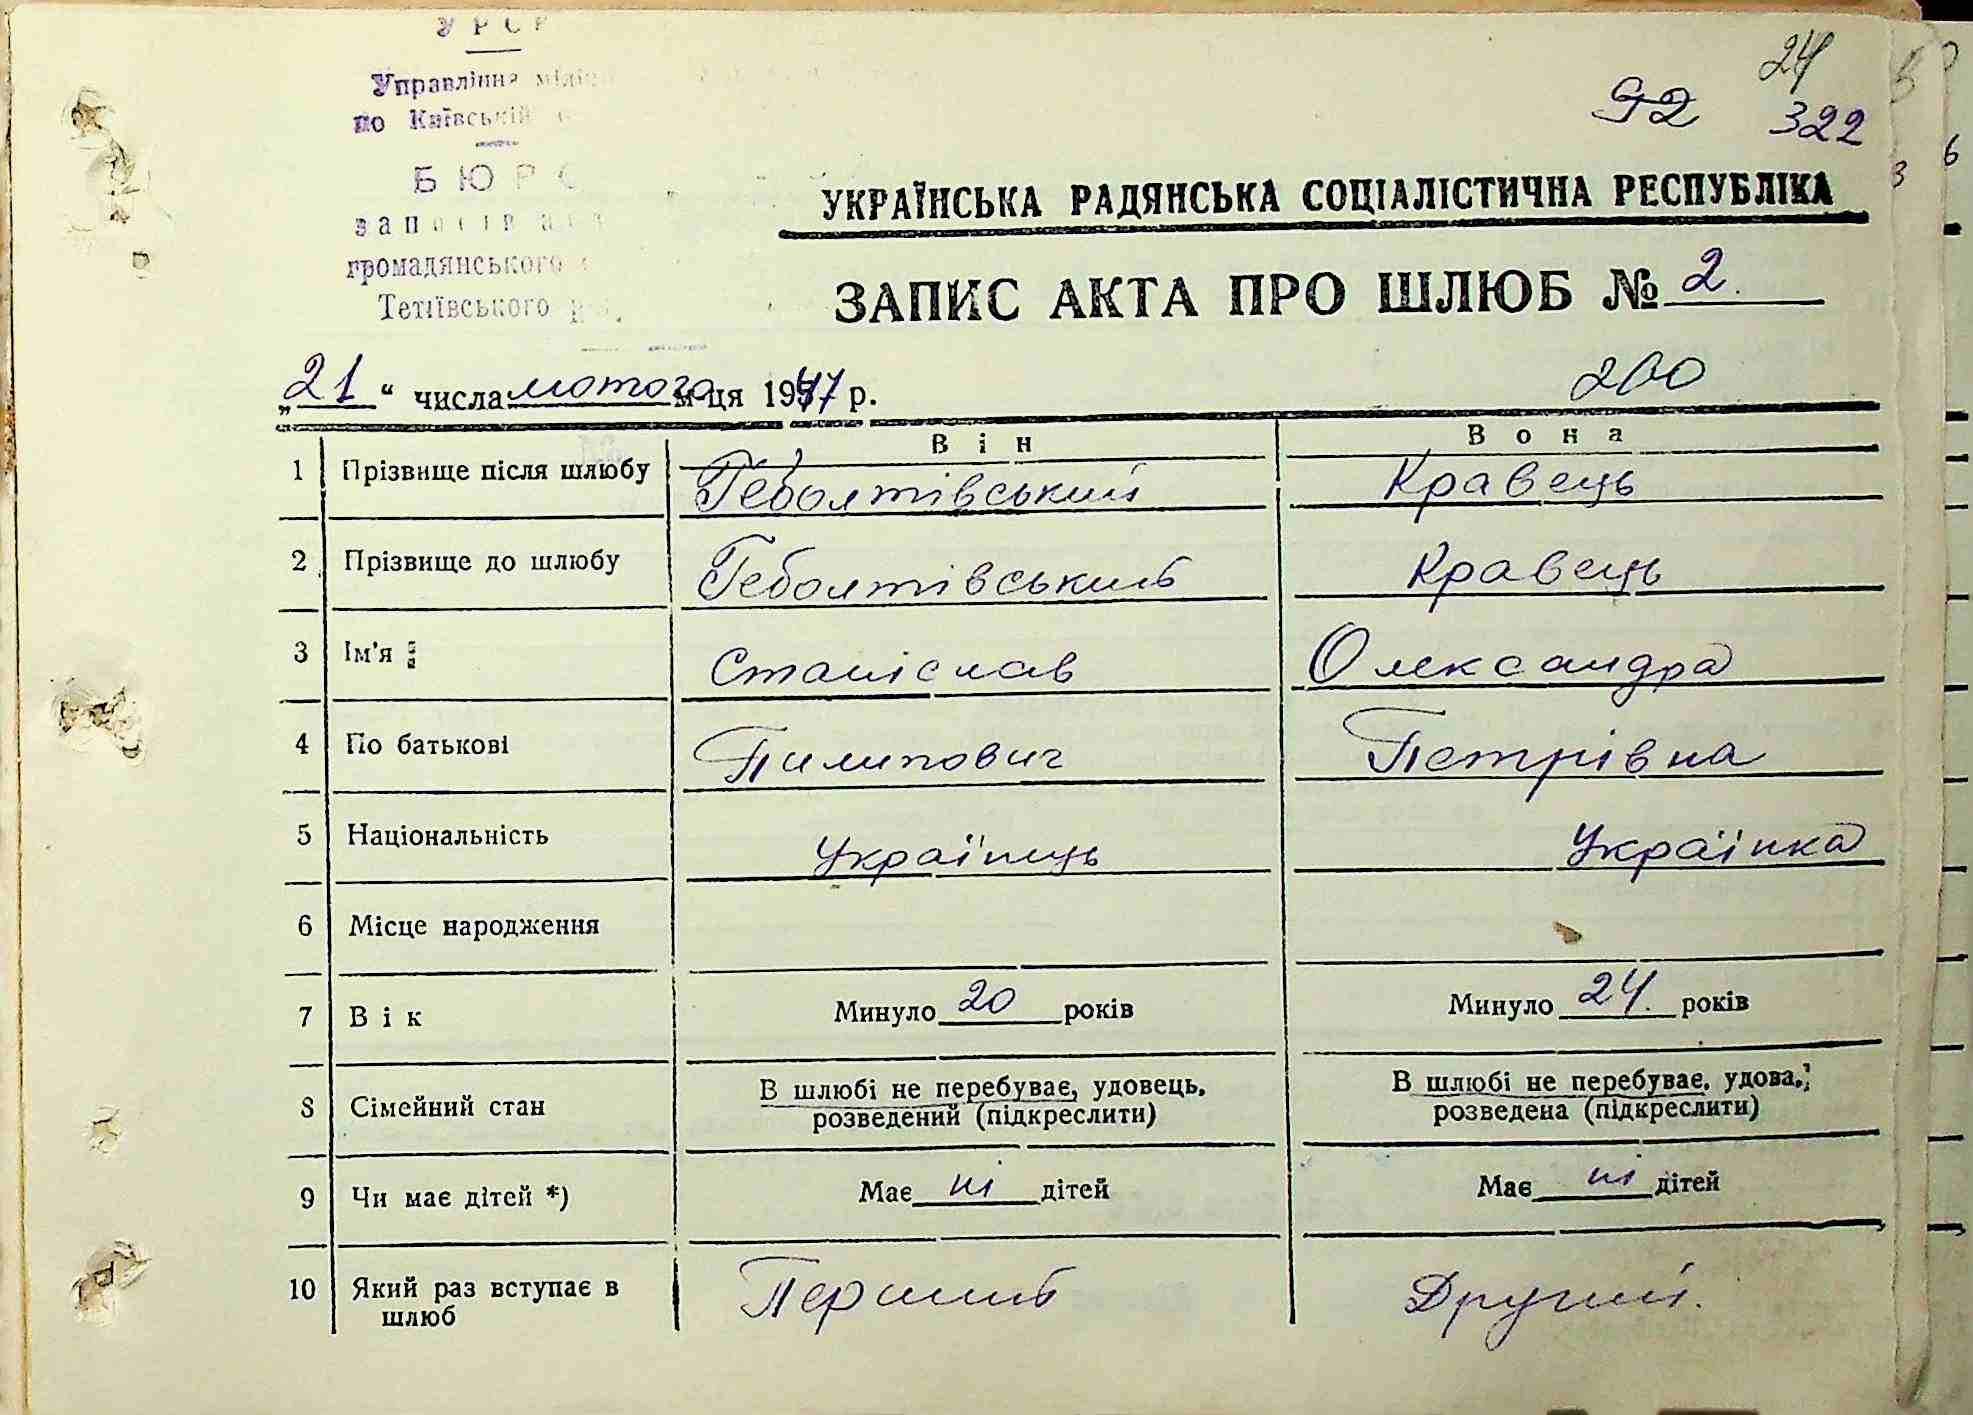 УРСР
Управління мілі
по Київській
БЮРО
записів
громадянського
Тетіївського
24
92 322
УКРАЇНСЬКА РАДЯНСЬКА СОЦІАЛІСТИЧНА РЕСПУБЛІКА
ЗАПИС АКТА ПРО ШЛЮБ № 2.
„21“ числа лютого м-ця 1947 р.
200
Він Вона
1 Прізвище після шлюбу Геболтівський Кравець
2 Прізвище до шлюбу Геболтівський Кравець
3 Ім'я Станіслав Олександра
4 По батькові Пилипович Петрівна
5 Національність Українець Українка
6 Місце народження
7 Вік Минуло 20 років Минуло 24. років
8 Сімейний стан В шлюбі не перебуває, удовець, розведений (підкреслити) В шлюбі не перебуває, удова, розведена (підкреслити)
9 Чи має дітей *) Має ні дітей Має ні дітей
10 Який раз вступає в шлюб Перший Другий.